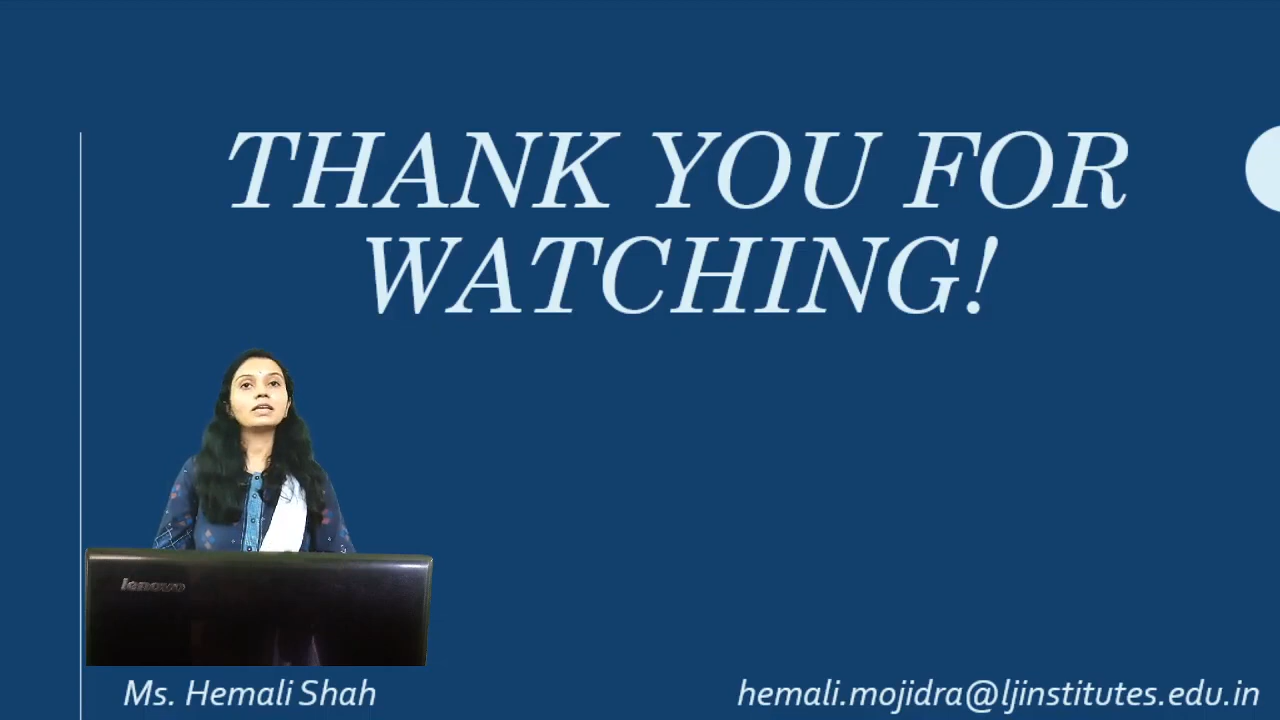 THANK YOU FOR
WATCHING!
lenovo
Ms. Hemali Shah
hemali.mojidra@ljinstitutes.edu.in